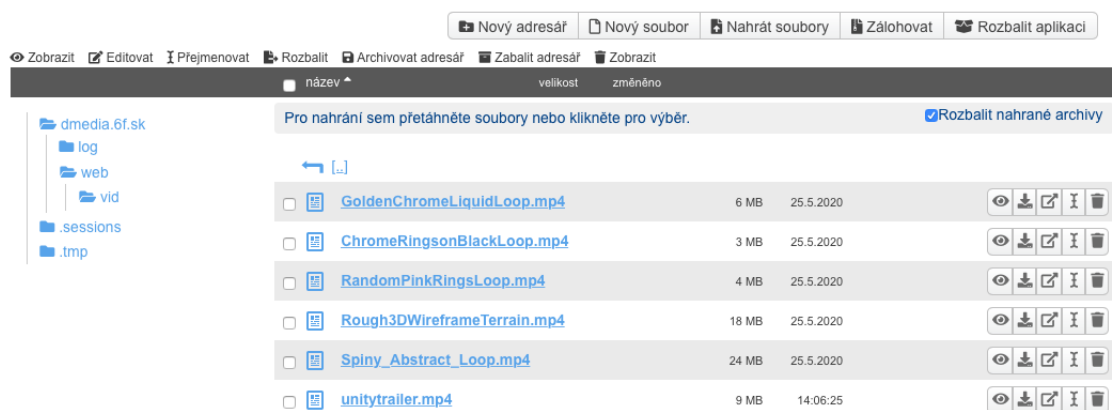 Nový adresář Nový soubor Nahrát soubory Zálohovat Rozbalit aplikaci
Zobrazit Editovat Přejmenovat Rozbalit Archivovat adresář Zabalit adresář Zobrazit
název velikost změněno
dmedia.6f.sk
log
web
vid
.sessions
.tmp
Pro nahrání sem přetáhněte soubory nebo klikněte pro výběr. Rozbalit nahrané archivy
[..]
GoldenChromeLiquidLoop.mp4 6 MB 25.5.2020
ChromeRingsonBlackLoop.mp4 3 MB 25.5.2020
RandomPinkRingsLoop.mp4 4 MB 25.5.2020
Rough3DWireframeTerrain.mp4 18 MB 25.5.2020
Spiny_Abstract_Loop.mp4 24 MB 25.5.2020
unitytrailer.mp4 9 MB 14:06:25